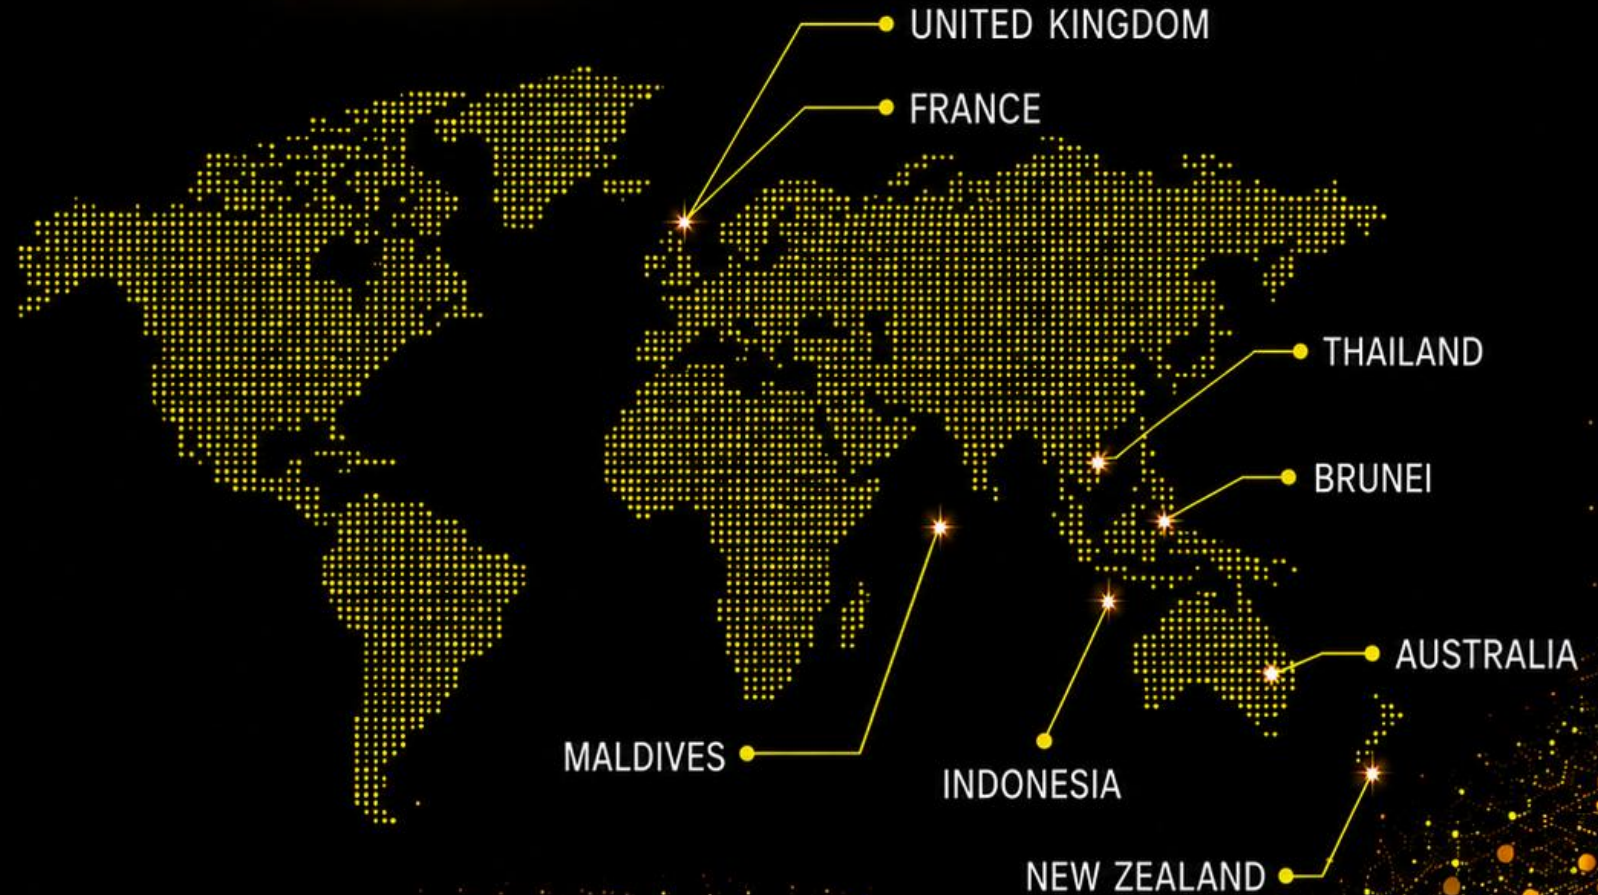 UNITED KINGDOM
FRANCE
THAILAND
BRUNEI
AUSTRALIA
MALDIVES
INDONESIA
NEW ZEALAND